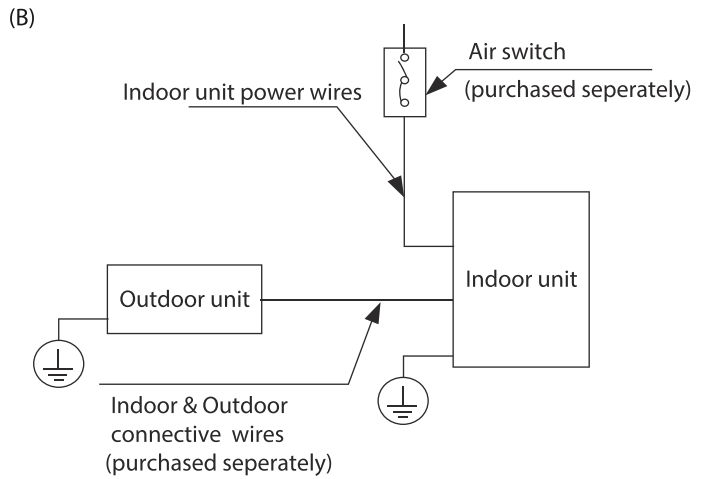 (B)
Air switch
(purchased seperately)
Indoor unit power wires
Indoor unit
Outdoor unit
Indoor & Outdoor
connective wires
(purchased seperately)